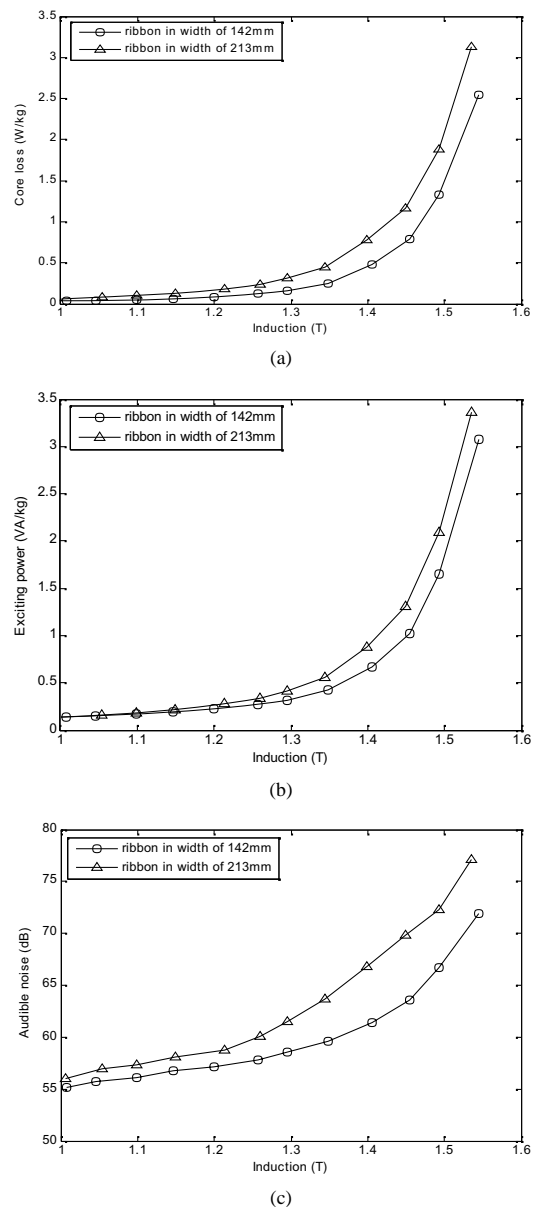 3.5
ribbon in width of 142mm
ribbon in width of 213mm
3
2.5
2
1.5
1
0.5
0
Core loss (W/kg)
1 1.1 1.2 1.3 1.4 1.5 1.6
Induction (T)
(a)
3.5
ribbon in width of 142mm
ribbon in width of 213mm
3
2.5
2
1.5
1
0.5
0
Exciting power (VA/kg)
1 1.1 1.2 1.3 1.4 1.5 1.6
Induction (T)
(b)
80
ribbon in width of 142mm
ribbon in width of 213mm
75
70
65
60
55
50
Audible noise (dB)
1 1.1 1.2 1.3 1.4 1.5 1.6
Induction (T)
(c)